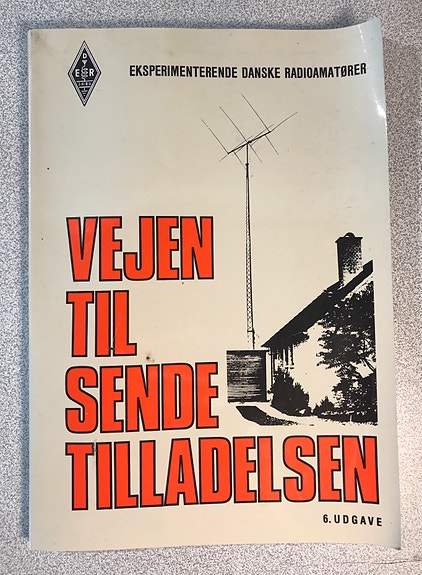 EKSPERIMENTERENDE DANSKE RADIOAMATØRER
VEJEN
TIL
SENDE
TILLADELSEN
6. UDGAVE